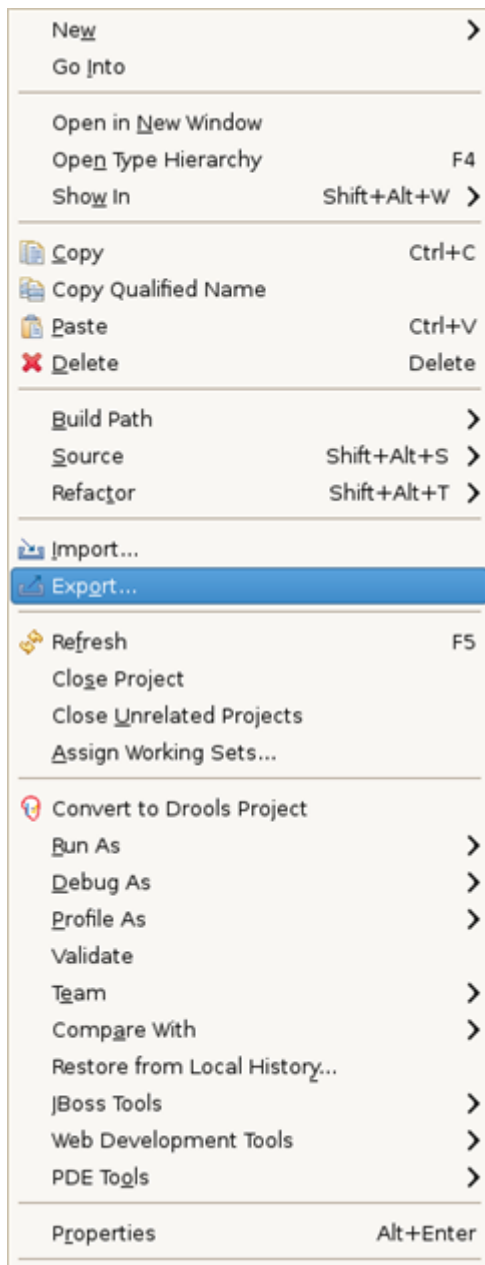 New
Go Into
Open in New Window
Open Type Hierarchy F4
Show In Shift+Alt+W
Copy Ctrl+C
Copy Qualified Name
Paste Ctrl+V
Delete Delete
Build Path
Source Shift+Alt+S
Refactor Shift+Alt+T
Import...
Export...
Refresh F5
Close Project
Close Unrelated Projects
Assign Working Sets...
Convert to Drools Project
Run As
Debug As
Profile As
Validate
Team
Compare With
Restore from Local History...
JBoss Tools
Web Development Tools
PDE Tools
Properties Alt+Enter